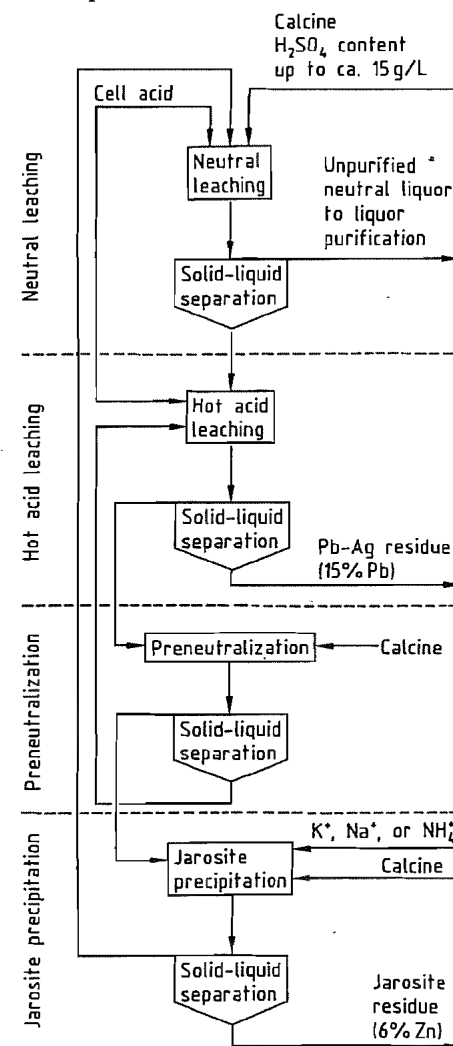 Calcine
H₂SO₄ content
up to ca. 15 g/L
Cell acid
Neutral leaching
Neutral
leaching
Unpurified
neutral liquor
to liquor
purification
Solid-liquid
separation
Hot acid leaching
Hot acid
leaching
Solid-liquid
separation
Pb-Ag residue
(15% Pb)
Preneutralization
Preneutralization
Calcine
Solid-liquid
separation
Jarosite precipitation
K⁺, Na⁺, or NH₄⁺
Calcine
Jarosite
precipitation
Solid-liquid
separation
Jarosite
residue
(6% Zn)